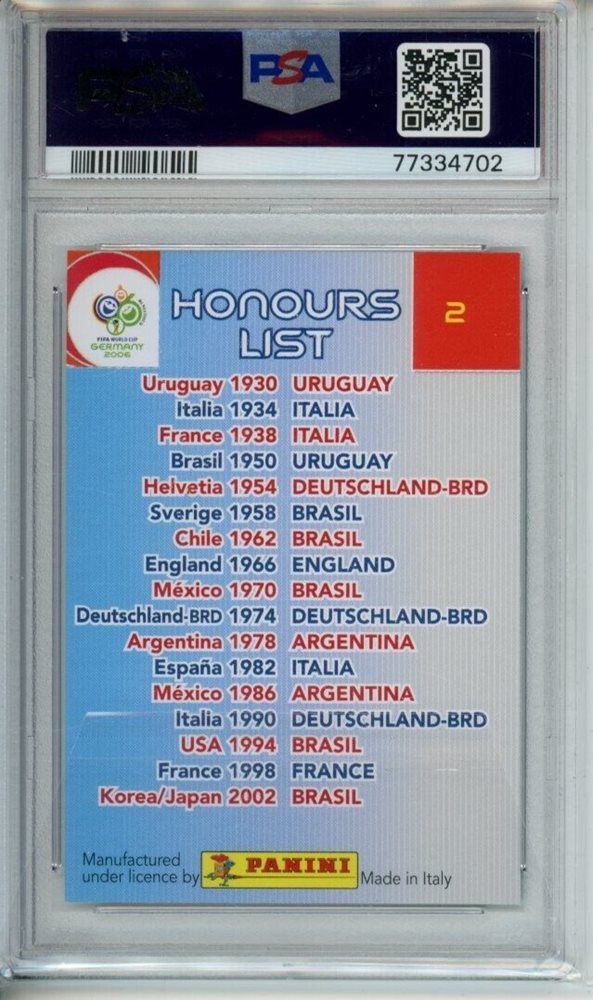 PSA
77334702
FIFA WORLD CUP
GERMANY
2006
HONOURS
LIST
2
Uruguay 1930 URUGUAY
Italia 1934 ITALIA
France 1938 ITALIA
Brasil 1950 URUGUAY
Helvetia 1954 DEUTSCHLAND-BRD
Sverige 1958 BRASIL
Chile 1962 BRASIL
England 1966 ENGLAND
México 1970 BRASIL
Deutschland-BRD 1974 DEUTSCHLAND-BRD
Argentina 1978 ARGENTINA
España 1982 ITALIA
México 1986 ARGENTINA
Italia 1990 DEUTSCHLAND-BRD
USA 1994 BRASIL
France 1998 FRANCE
Korea/Japan 2002 BRASIL
Manufactured
under licence by PANINI Made in Italy